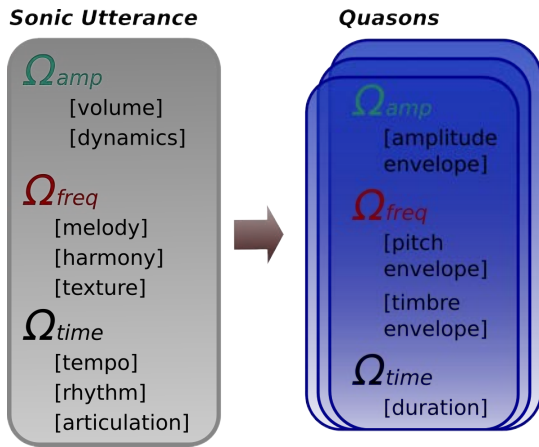 Sonic Utterance
Ωamp
[volume]
[dynamics]
Ωfreq
[melody]
[harmony]
[texture]
Ωtime
[tempo]
[rhythm]
[articulation]
Quasons
Ωamp
[amplitude
envelope]
Ωfreq
[pitch
envelope]
[timbre
envelope]
Ωtime
[duration]